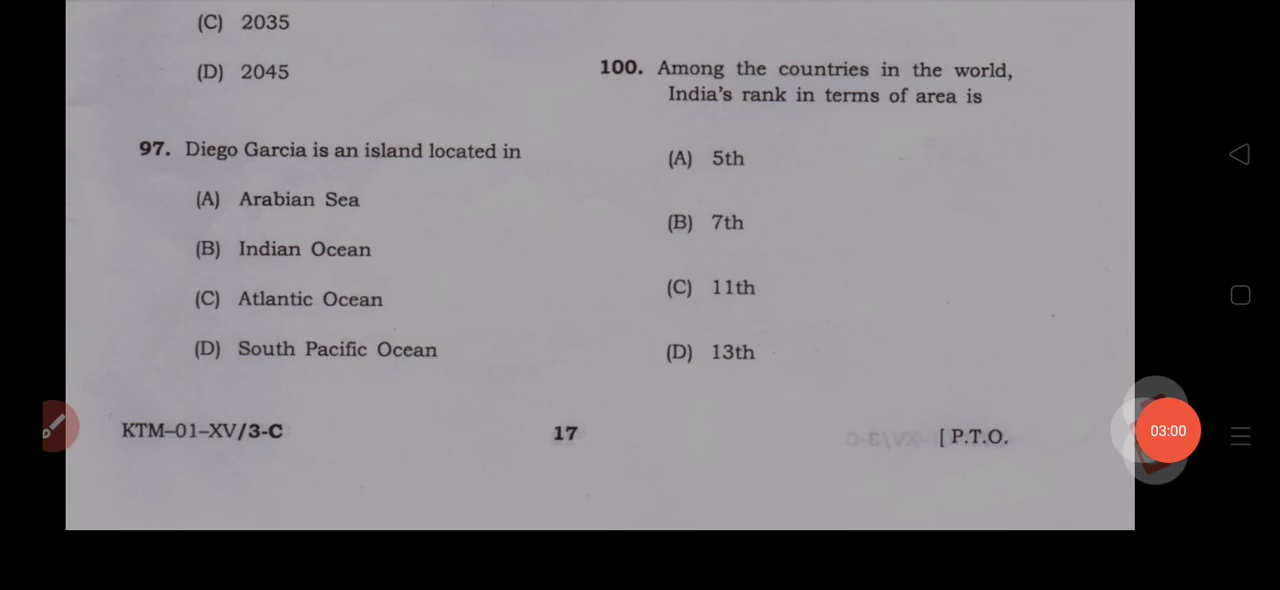 (C) 2035
(D) 2045
97. Diego Garcia is an island located in
(A) Arabian Sea
(B) Indian Ocean
(C) Atlantic Ocean
(D) South Pacific Ocean
100. Among the countries in the world,
India's rank in terms of area is
(A) 5th
(B) 7th
(C) 11th
(D) 13th
KTM–01–XV/3-C
17
[ P.T.O.
03:00